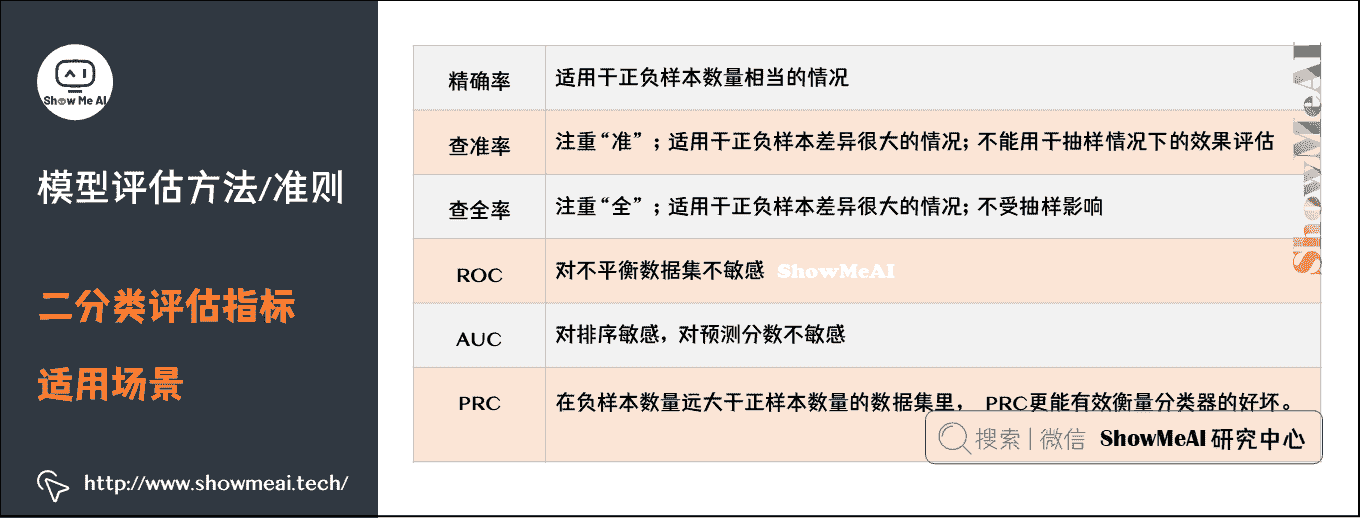 Show Me AI
模型评估方法/准则
二分类评估指标
适用场景
http://www.showmeai.tech/
精确率 适用于正负样本数量相当的情况
查准率 注重“准”；适用于正负样本差异很大的情况；不能用于抽样情况下的效果评估
查全率 注重“全”；适用于正负样本差异很大的情况；不受抽样影响
ROC 对不平衡数据集不敏感
ShowMeAI
AUC 对排序敏感，对预测分数不敏感
PRC 在负样本数量远大于正样本数量的数据集里， PRC更能有效衡量分类器的好坏。
搜索 | 微信 ShowMeAI 研究中心
ShowMeAI